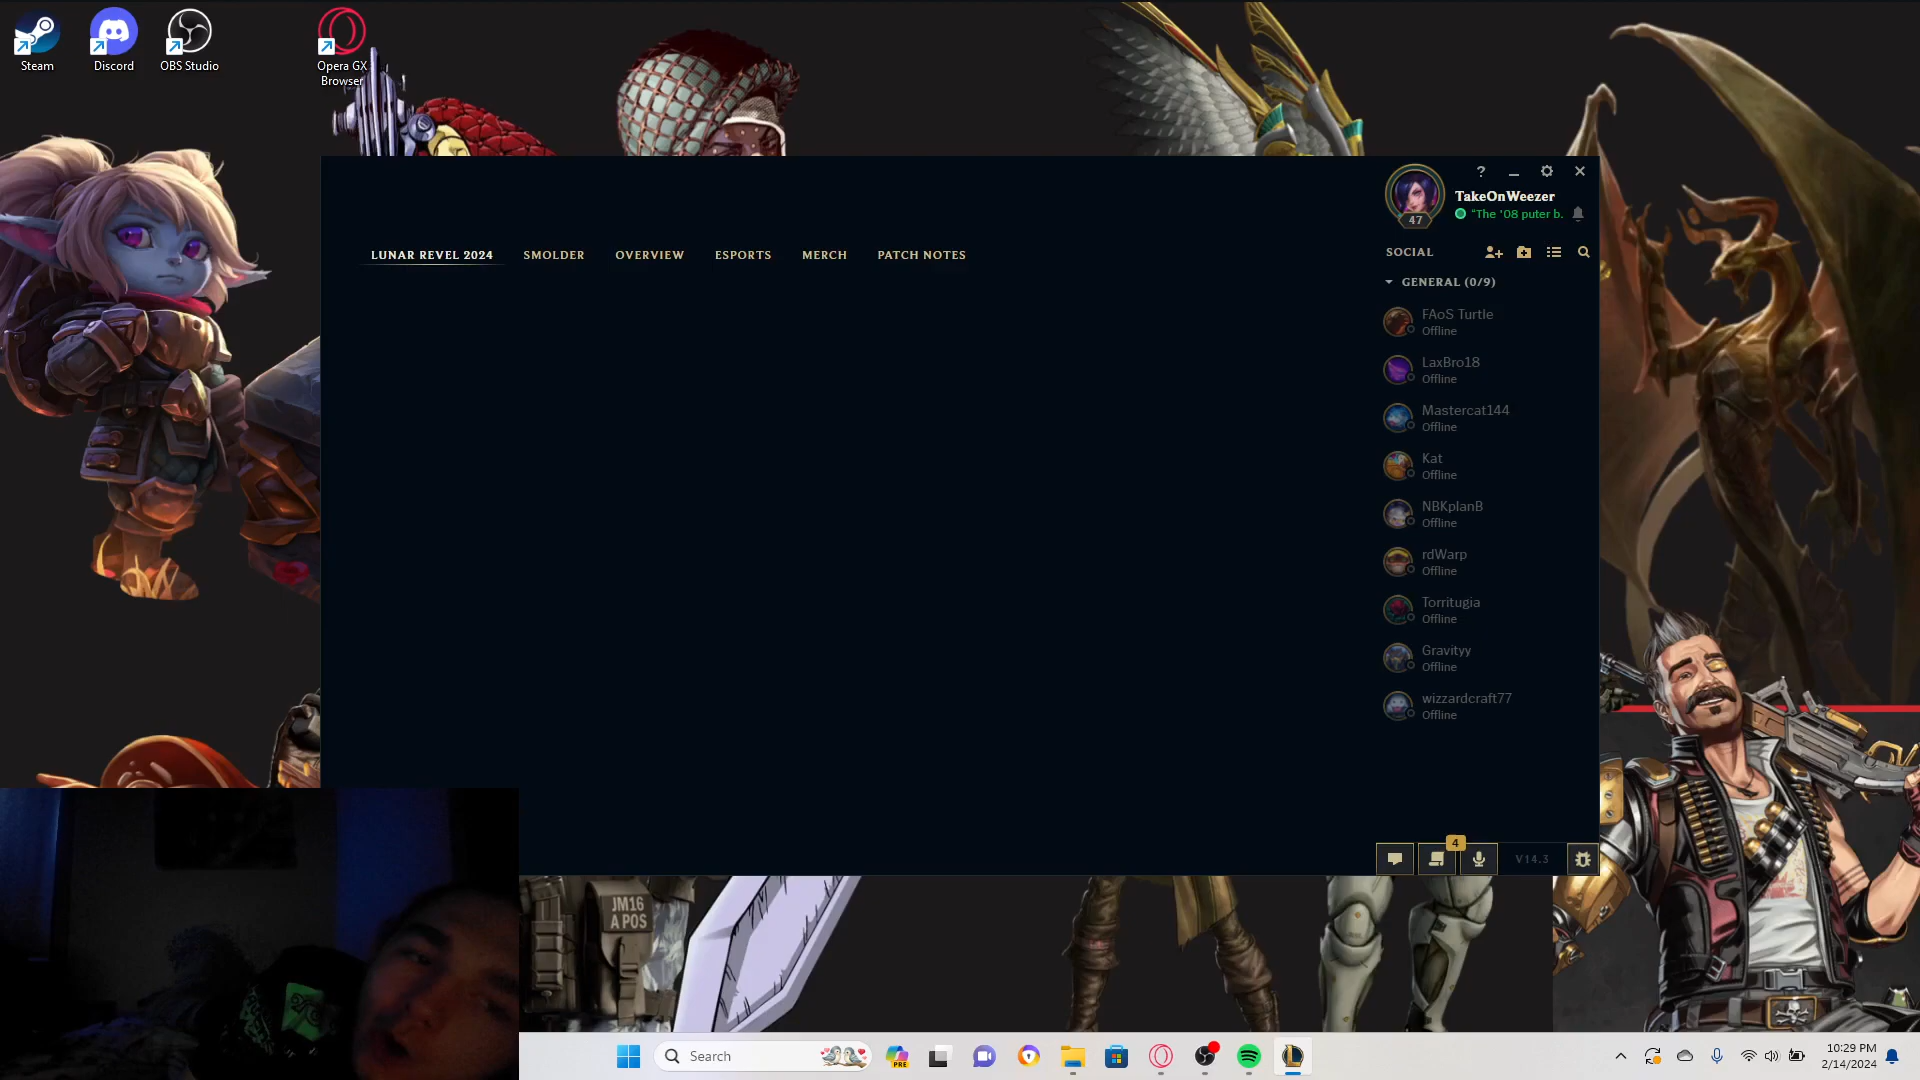 Steam
Discord
OBS Studio
Opera GX
Browser
?
TakeOnWeezer
47
"The '08 puter b.
LUNAR REVEL 2024
SMOLDER
OVERVIEW
ESPORTS
MERCH
PATCH NOTES
SOCIAL
GENERAL (0/9)
FAoS Turtle
Offline
LaxBro18
Offline
Mastercat144
Offline
Kat
Offline
NBKplanB
Offline
rdWarp
Offline
Torritugia
Offline
Gravityy
Offline
wizzardcraft77
Offline
4
V14.3
JM16
A POS
Search
PRE
10:29 PM
2/14/2024